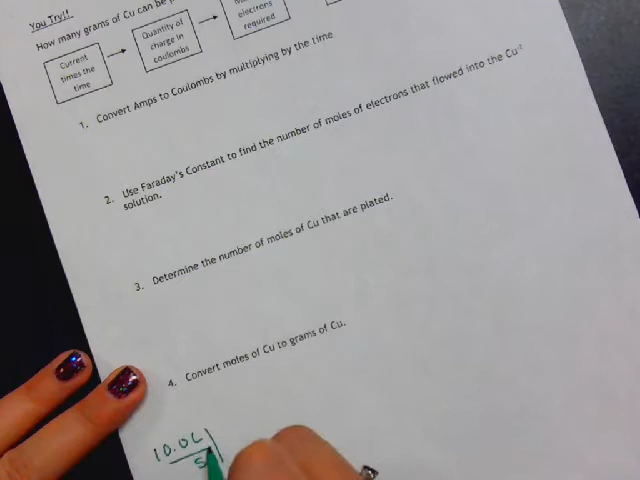 You Try!!
How many grams of Cu can be
Current
times the
time
Quantity of
charge in
coulombs
electrons
required
1. Convert Amps to Coulombs by multiplying by the time
2. Use Faraday's Constant to find the number of moles of electrons that flowed into the Cu+2
solution.
3. Determine the number of moles of Cu that are plated.
4. Convert moles of Cu to grams of Cu.
10.0C
S